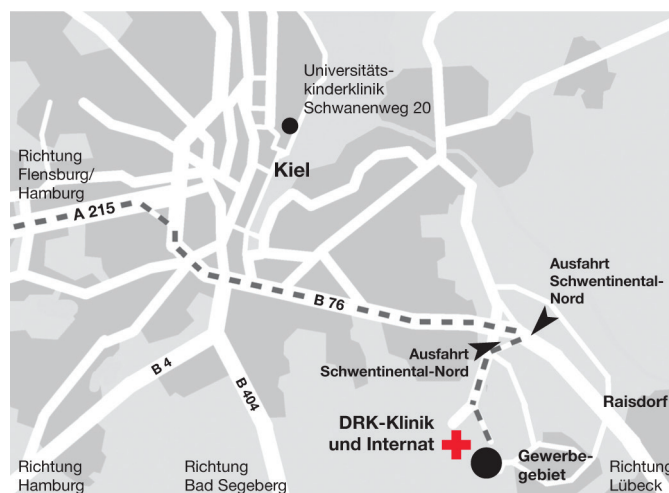 Universitäts-
kinderklinik
Schwanenweg 20
Kiel
Richtung
Flensburg/
Hamburg
A 215
B 76
Ausfahrt
Schwentinental-
Nord
Ausfahrt
Schwentinental-Nord
B 4
B 404
Raisdorf
DRK-Klinik
und Internat
Gewerbe-
gebiet
Richtung
Hamburg
Richtung
Bad Segeberg
Richtung
Lübeck